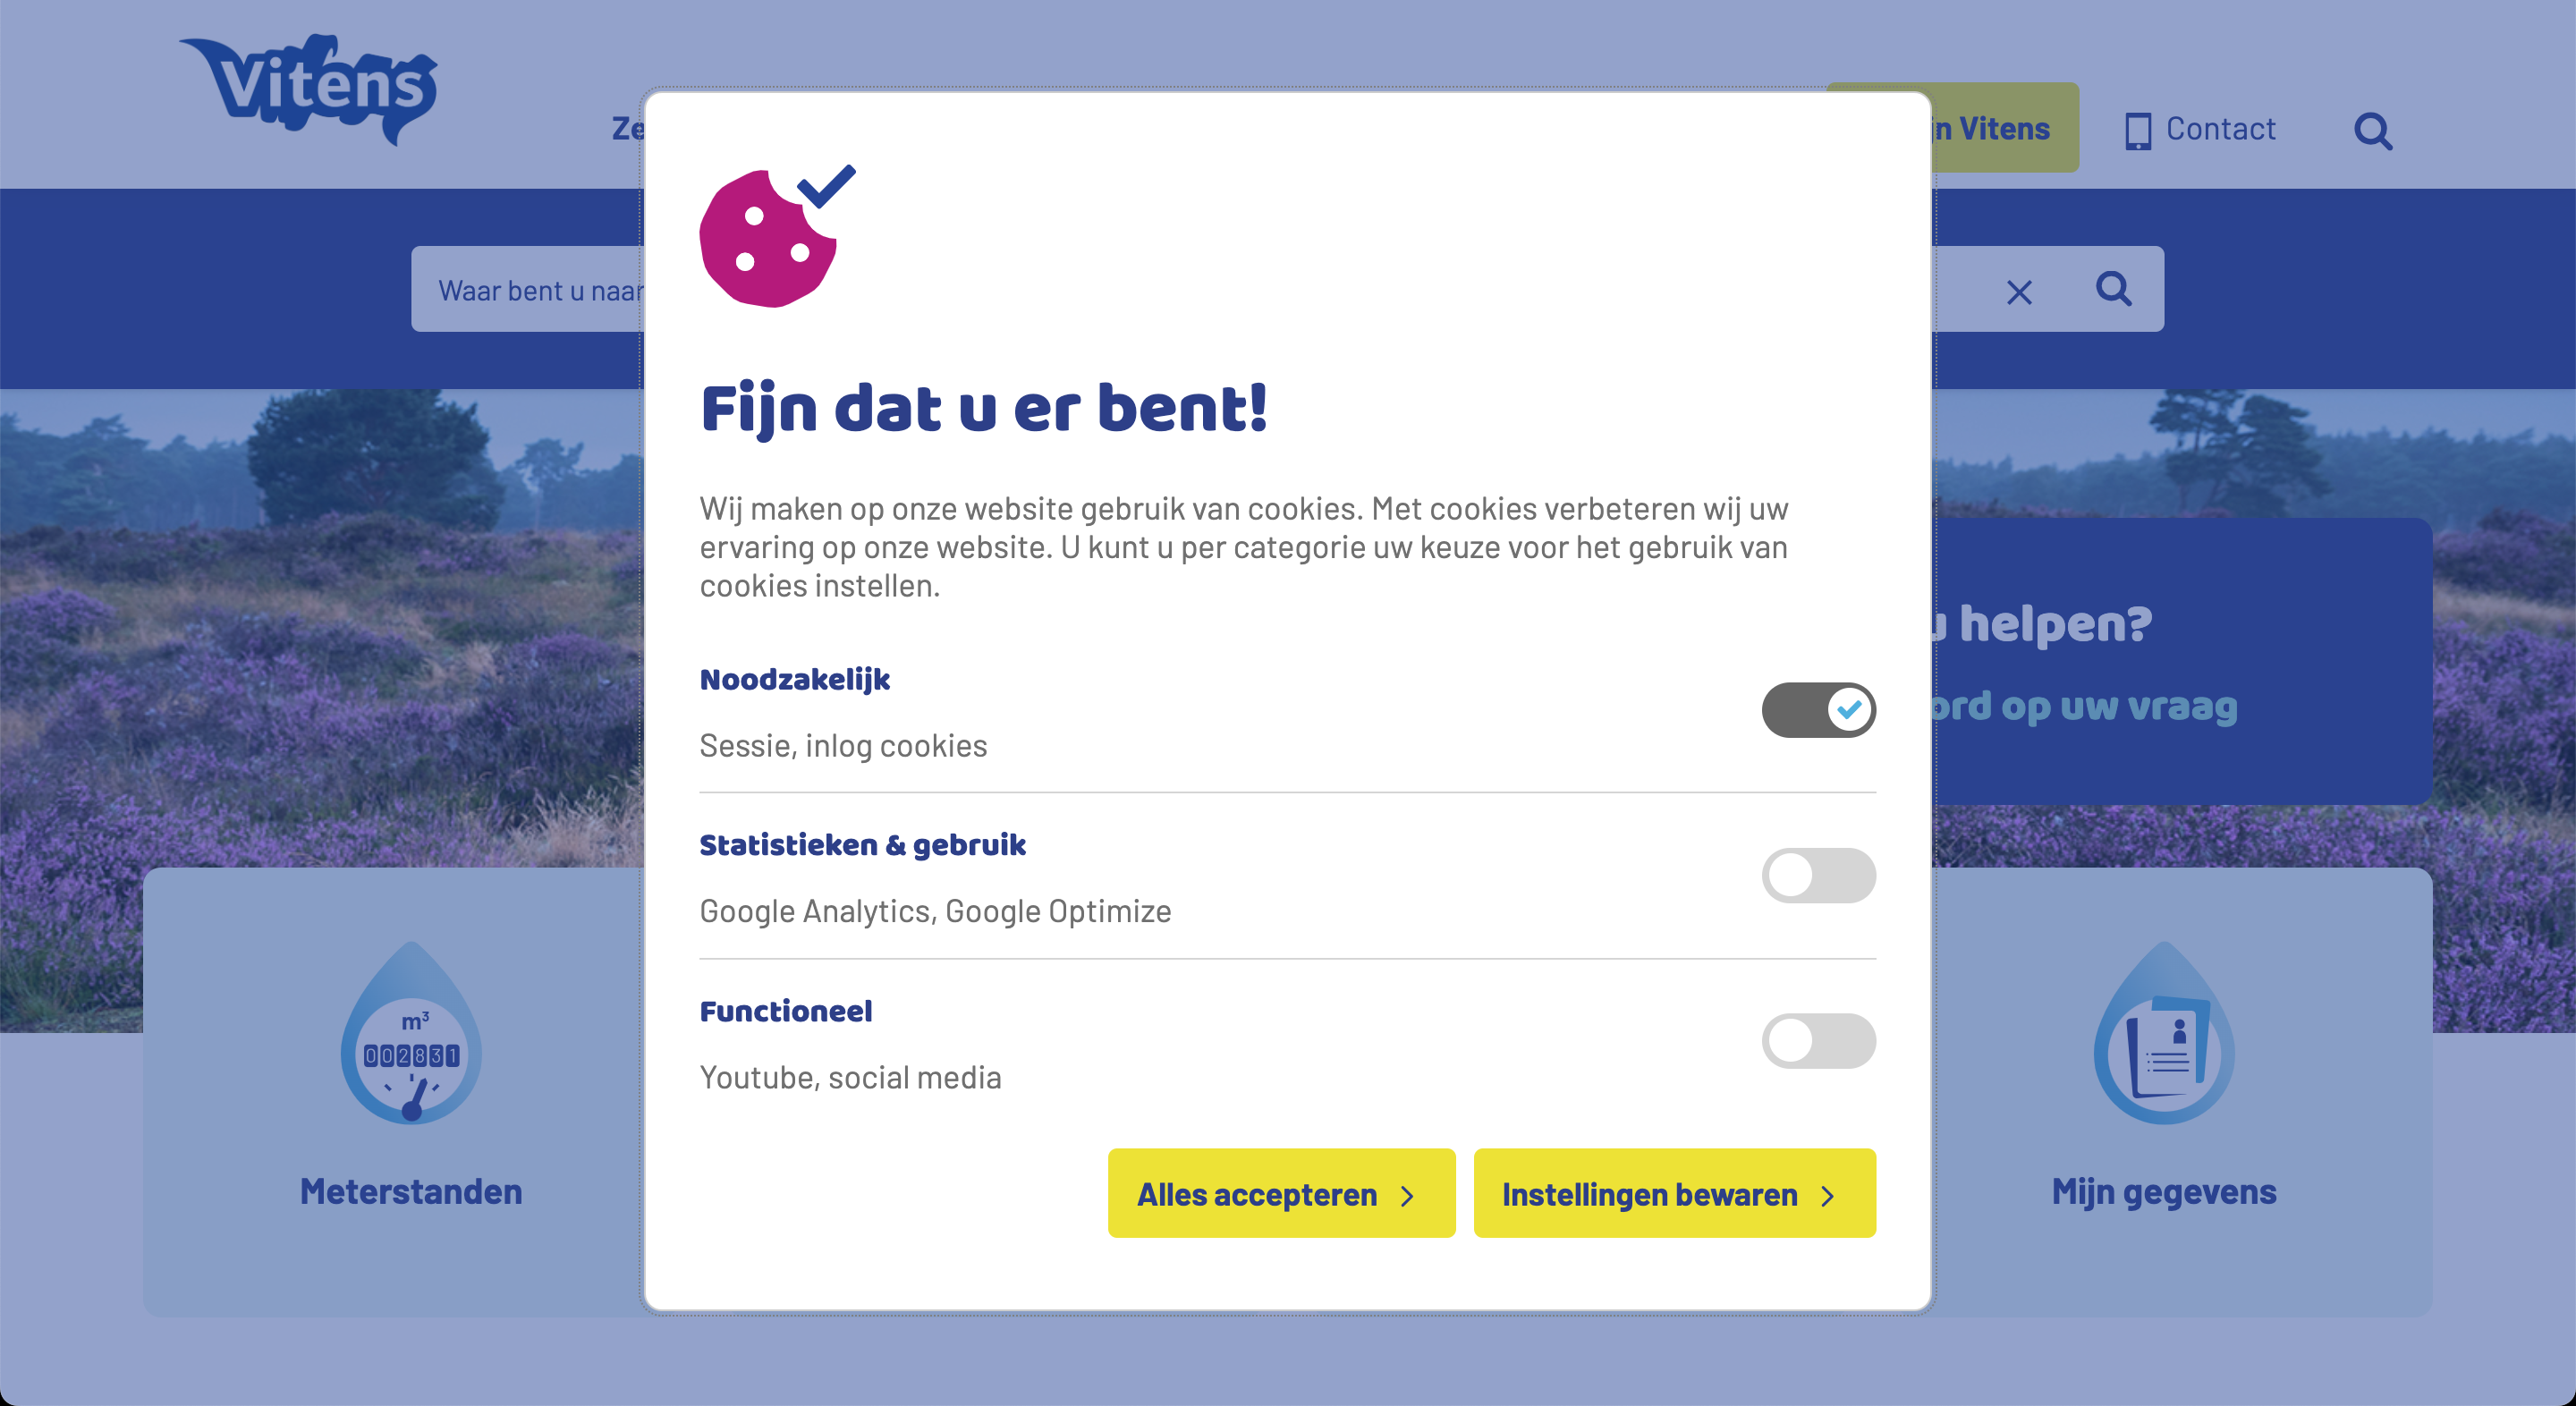 Vitens
Vitens
Contact
Waar bent u naar
Fijn dat u er bent!
Wij maken op onze website gebruik van cookies. Met cookies verbeteren wij uw
ervaring op onze website. U kunt u per categorie uw keuze voor het gebruik van
cookies instellen.
Noodzakelijk
Sessie, inlog cookies
Statistieken & gebruik
Google Analytics, Google Optimize
Functioneel
Youtube, social media
Alles accepteren
Instellingen bewaren
helpen?
op uw vraag
m³
002831
Meterstanden
Mijn gegevens